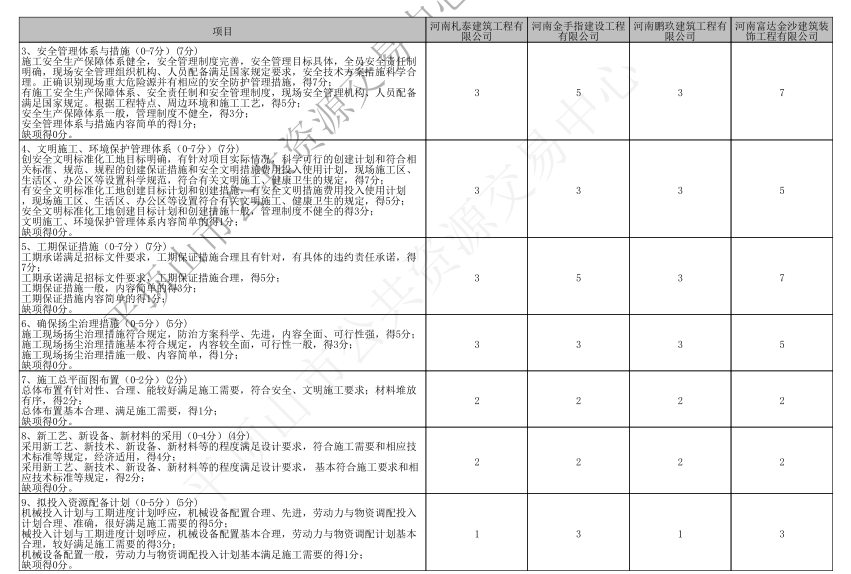 项目
河南札泰建筑工程有
限公司
河南金手指建设工程
有限公司
河南鹏玖建筑工程有
限公司
河南富达金沙建筑装
饰工程有限公司
3、安全管理体系与措施（0-7分）(7分)
施工安全生产保障体系健全，安全管理制度完善，安全管理目标具体，全员安全责任制
明确，现场安全管理组织机构、人员配备满足国家规定要求，安全技术方案措施科学合
理。正确识别现场重大危险源并有相应的安全防护管理措施，得7分；
有施工安全生产保障体系、安全责任制和安全管理制度，现场安全管理机构，人员配备
满足国家规定。根据工程特点、周边环境和施工工艺，得5分；
安全生产保障体系一般，管理制度不健全，得3分；
安全管理体系与措施内容简单的得1分；
缺项得0分。
3
5
3
7
4、文明施工、环境保护管理体系（0-7分）(7分)
创安全文明标准化工地目标明确，有针对项目实际情况，科学可行的创建计划和符合相
关标准、规范、规程的创建保证措施和安全文明措施费用投入使用计划，现场施工区、
生活区、办公区等设置科学规范，符合有关文明施工、健康卫生的规定，得7分；
有安全文明标准化工地创建目标计划和创建措施，有安全文明措施费用投入使用计划
，现场施工区、生活区、办公区等设置符合有关文明施工、健康卫生的规定，得5分；
安全文明标准化工地创建目标计划和创建措施一般，管理制度不健全的得3分；
文明施工、环境保护管理体系内容简单的得1分；
缺项得0分。
3
3
3
5
5、工期保证措施（0-7分）(7分)
工期承诺满足招标文件要求，工期保证措施合理且有针对，有具体的违约责任承诺，得
7分；
工期承诺满足招标文件要求，工期保证措施合理，得5分；
工期保证措施一般，内容简单的得3分；
工期保证措施内容简单的得1分；
缺项得0分。
3
5
3
7
6、确保扬尘治理措施（0-5分）(5分)
施工现场扬尘治理措施符合规定，防治方案科学、先进，内容全面、可行性强，得5分；
施工现场扬尘治理措施基本符合规定，内容较全面，可行性一般，得3分；
施工现场扬尘治理措施一般、内容简单，得1分；
缺项得0分。
3
3
3
5
7、施工总平面图布置（0-2分）(2分)
总体布置有针对性、合理、能较好满足施工需要，符合安全、文明施工要求；材料堆放
有序，得2分；
总体布置基本合理、满足施工需要，得1分；
缺项得0分。
2
2
2
2
8、新工艺、新设备、新材料的采用（0-4分）(4分)
采用新工艺、新技术、新设备、新材料等的程度满足设计要求，符合施工需要和相应技
术标准等规定，经济适用，得4分；
采用新工艺、新技术、新设备、新材料等的程度满足设计要求， 基本符合施工要求和相
应技术标准等规定，得2分；
缺项得0分。
2
2
2
2
9、拟投入资源配备计划（0-5分）(5分)
机械投入计划与工期进度计划呼应，机械设备配置合理、先进，劳动力与物资调配投入
计划合理、准确，很好满足施工需要的得5分；
械投入计划与工期进度计划呼应，机械设备配置基本合理，劳动力与物资调配计划基本
合理，较好满足施工需要的得3分；
机械设备配置一般，劳动力与物资调配投入计划基本满足施工需要的得1分；
缺项得0分。
1
3
1
3
平顶山市公共资源交易中心
平顶山市公共资源交易中心